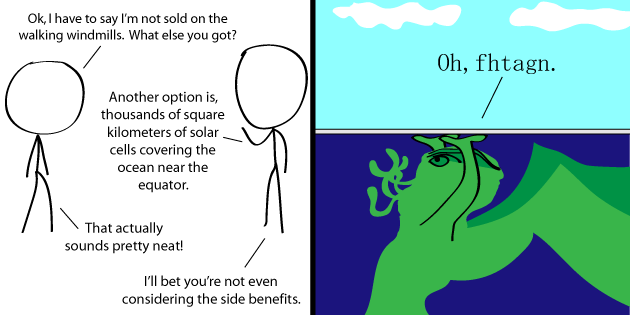 Ok, I have to say I'm not sold on the
walking windmills. What else you got?
Another option is,
thousands of square
kilometers of solar
cells covering the
ocean near the
equator.
That actually
sounds pretty neat!
I'll bet you're not even
considering the side benefits.
Oh, fhtagn.